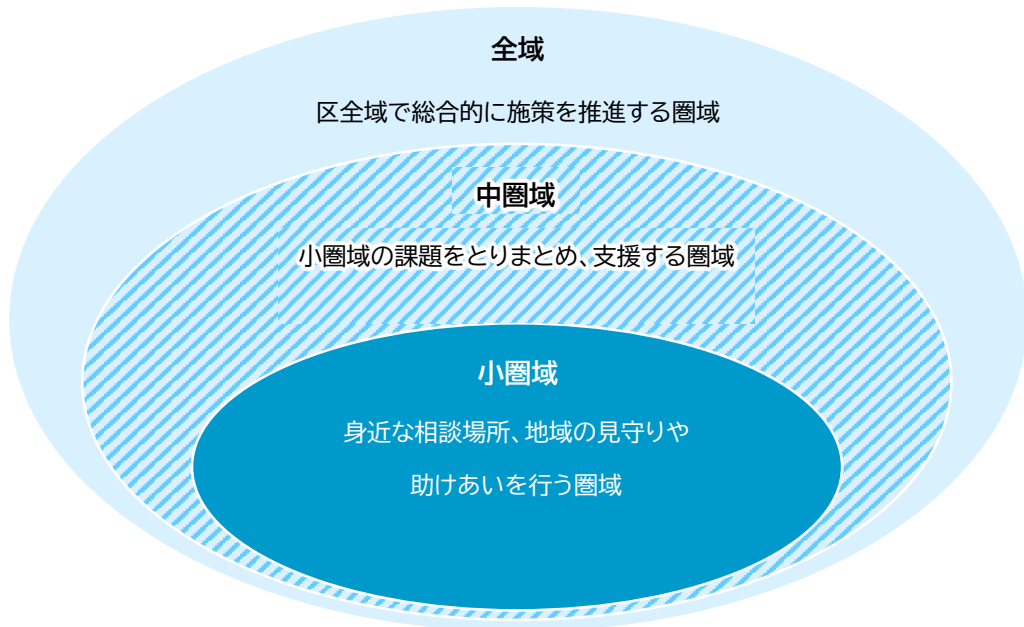 全域
区全域で総合的に施策を推進する圏域
中圏域
小圏域の課題をとりまとめ、支援する圏域
小圏域
身近な相談場所、地域の見守りや
助けあいを行う圏域